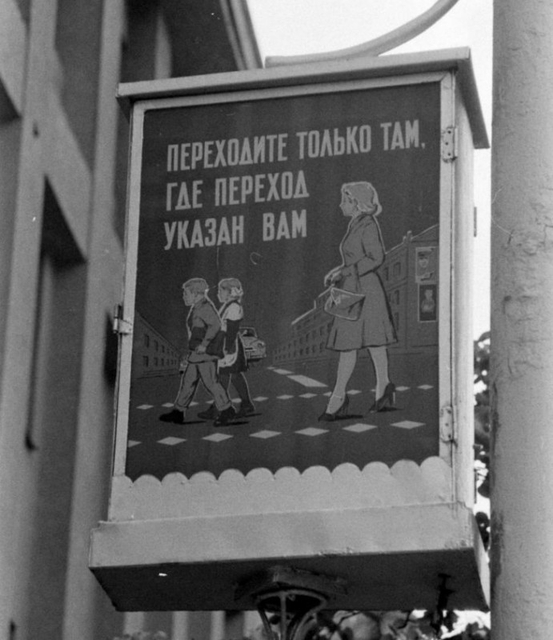 ПЕРЕХОДИТЕ ТОЛЬКО ТАМ,
ГДЕ ПЕРЕХОД
УКАЗАН ВАМ